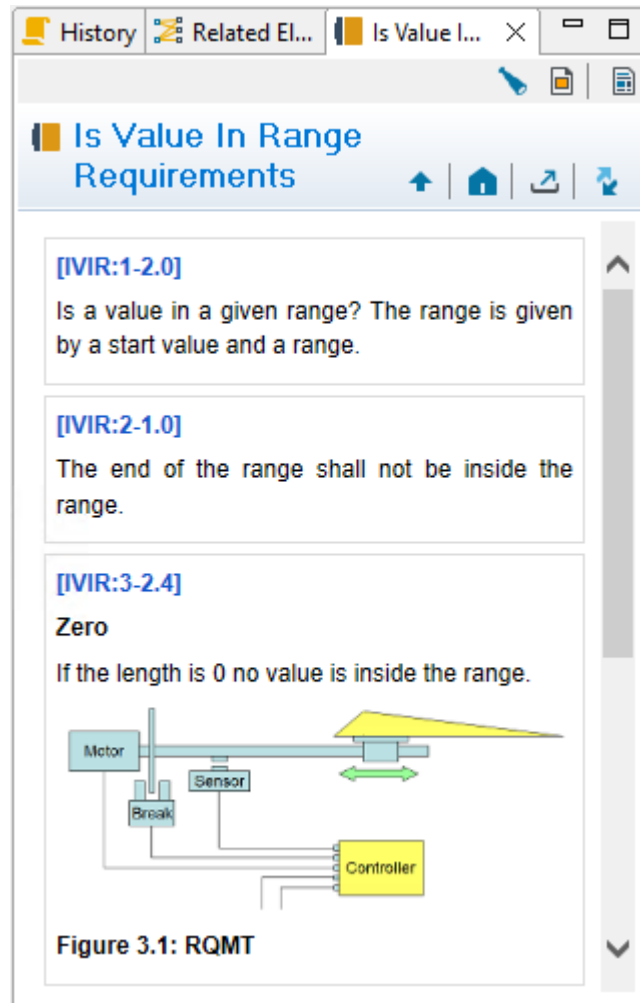 History Related El... Is Value I...
Is Value In Range
Requirements
[IVIR:1-2.0]
Is a value in a given range? The range is given
by a start value and a range.
[IVIR:2-1.0]
The end of the range shall not be inside the
range.
[IVIR:3-2.4]
Zero
If the length is 0 no value is inside the range.
Motor
Sensor
Break
Controller
Figure 3.1: RQMT